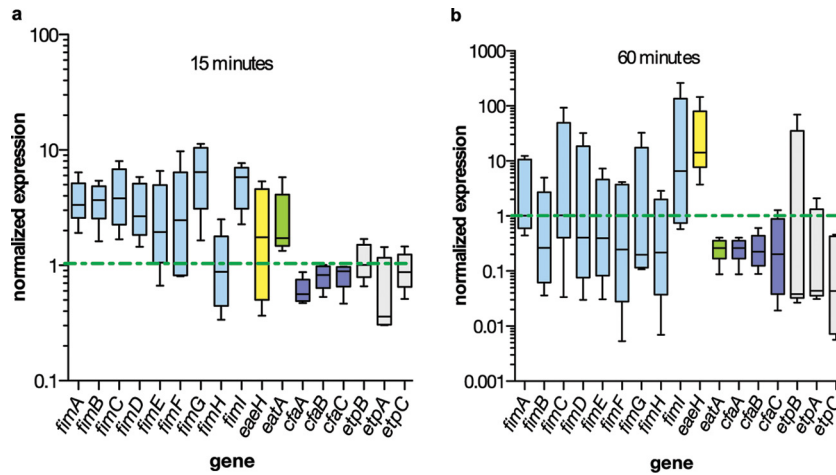 a
15 minutes
normalized expression
100
10
1
0.1
fimA
fimB
fimC
fimD
fimE
fimF
fimG
fimH
fimI
eaeH
eatA
cfaA
cfaB
cfaC
etpB
etpA
etpC
gene
b
60 minutes
normalized expression
1000
100
10
1
0.1
0.01
0.001
fimA
fimB
fimC
fimD
fimE
fimF
fimG
fimH
fimI
eaeH
eatA
cfaA
cfaB
cfaC
etpB
etpA
etpC
gene